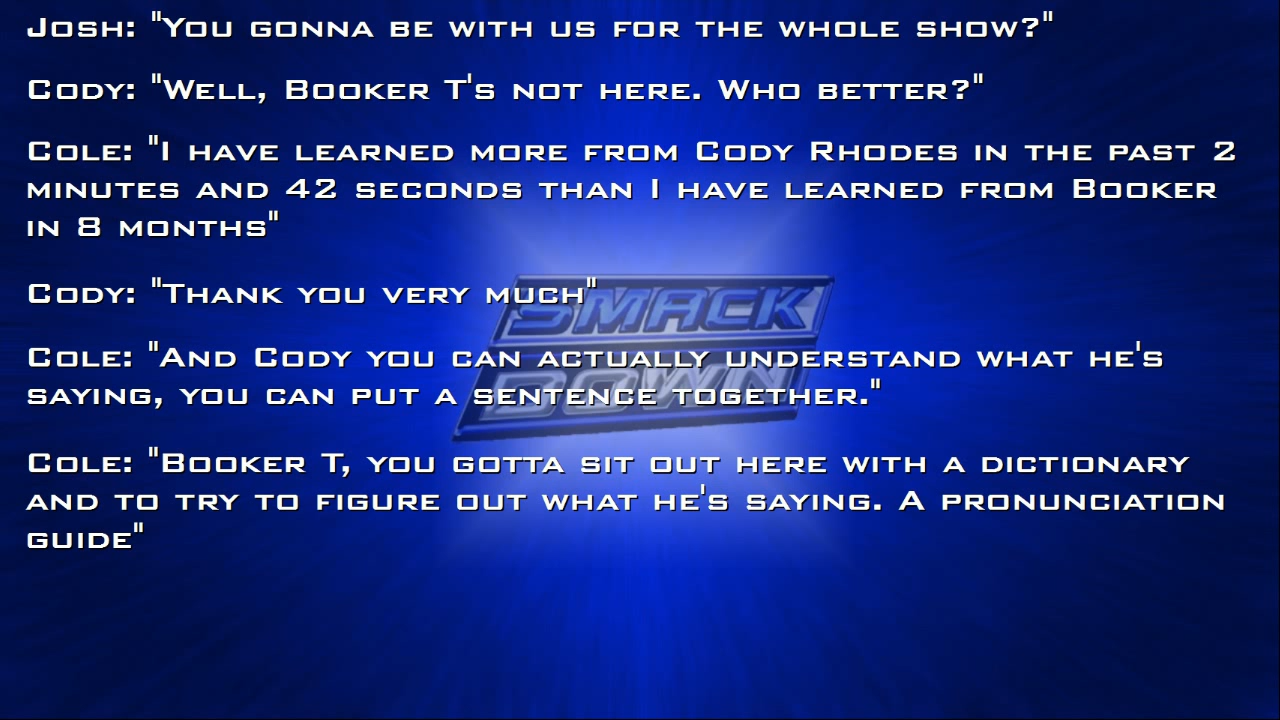 Josh: "You gonna be with us for the whole show?"
Cody: "Well, Booker T's not here. Who better?"
Cole: "I have learned more from Cody Rhodes in the past 2
minutes and 42 seconds than I have learned from Booker
in 8 months"
Cody: "Thank you very much"
SMACK
Cole: "And Cody you can actually understand what he's
saying, you can put a sentence together."
DOWN
Cole: "Booker T, you gotta sit out here with a dictionary
and to try to figure out what he's saying. A pronunciation
guide"